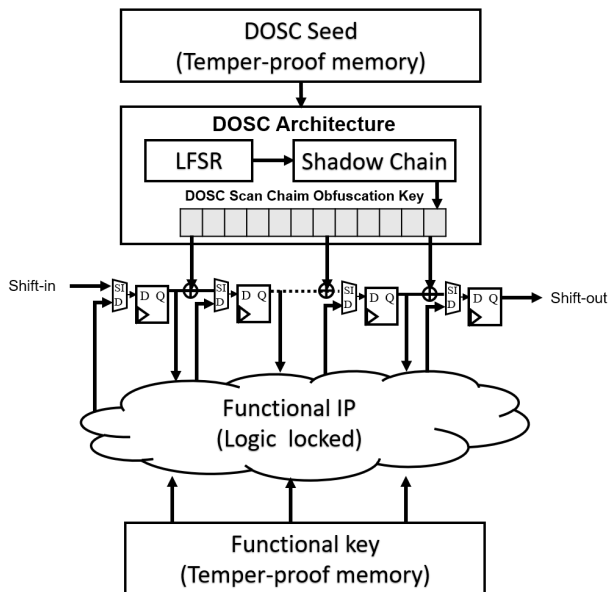 DOSC Seed
(Temper-proof memory)
DOSC Architecture
LFSR
Shadow Chain
DOSC Scan Chaim Obfuscation Key
Shift-in
SI
D
D Q
SI
D
D Q
SI
D
D Q
SI
D
D Q
Shift-out
Functional IP
(Logic locked)
Functional key
(Temper-proof memory)